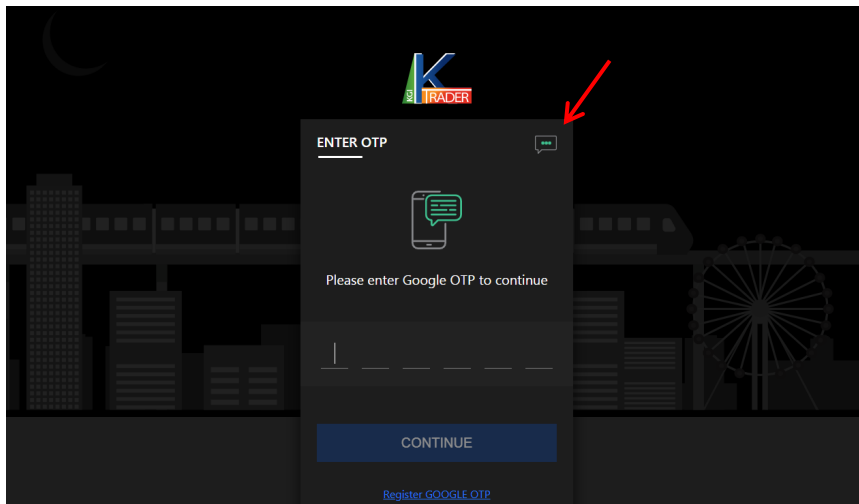 KGI
TRADER
ENTER OTP
Please enter Google OTP to continue
CONTINUE
Register GOOGLE OTP